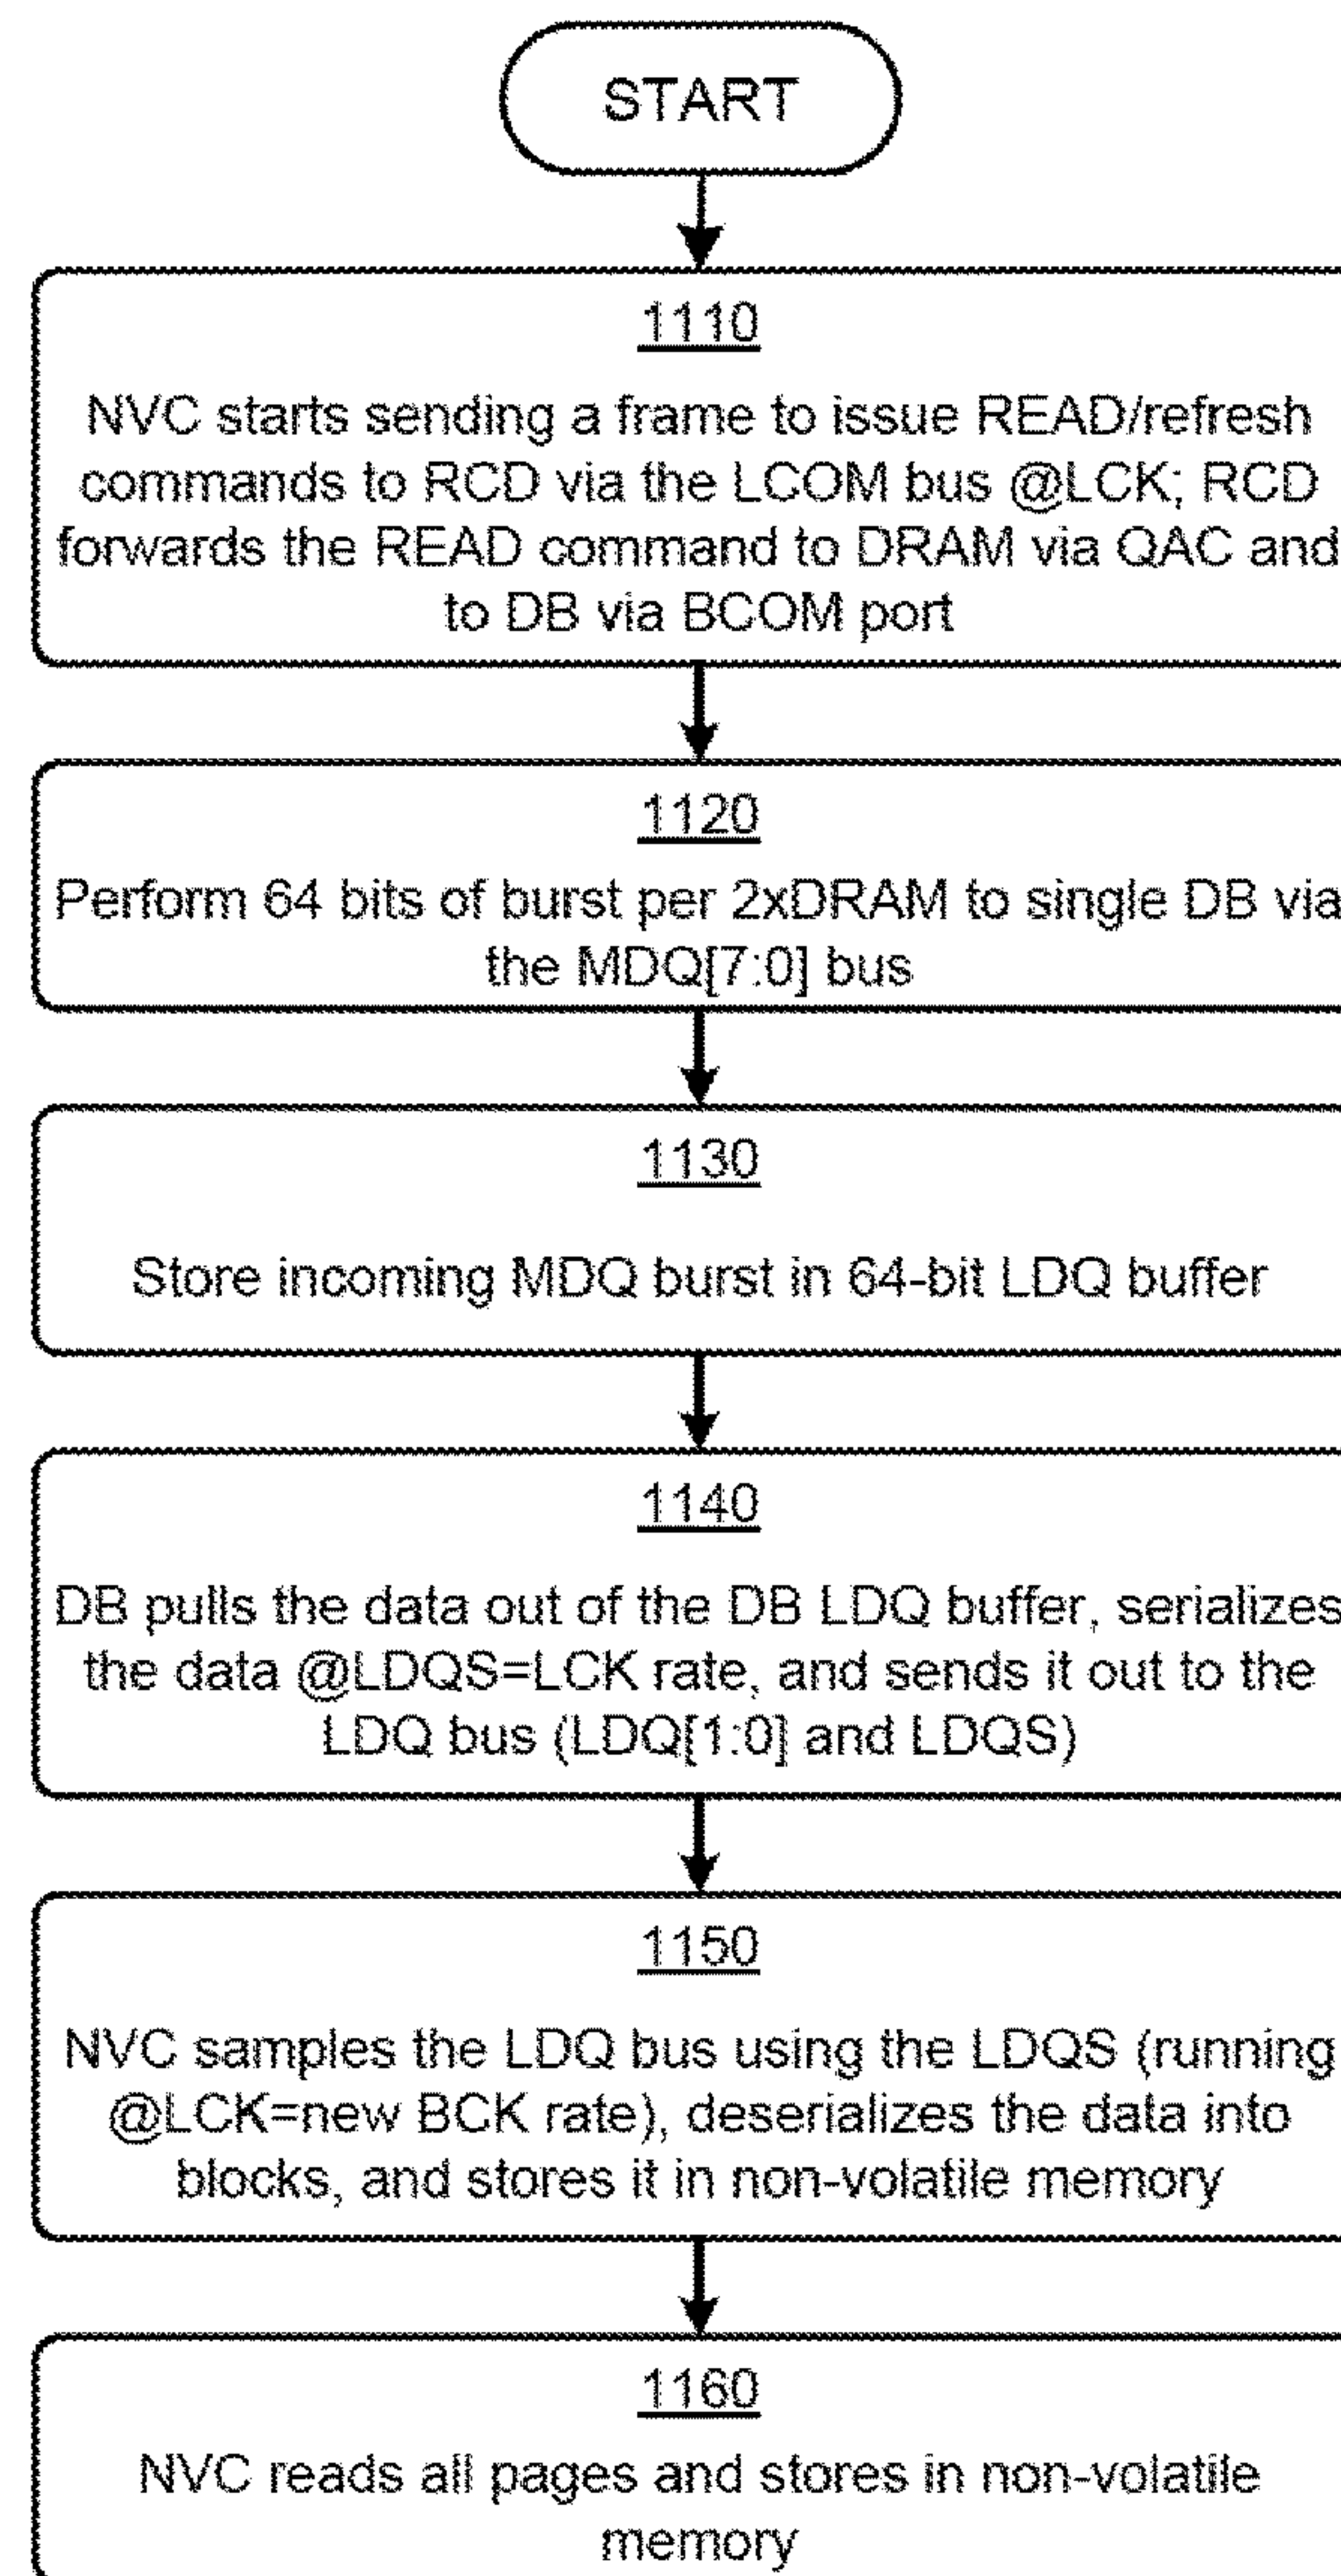 START
1110
NVC starts sending a frame to issue READ/refresh
commands to RCD via the LCOM bus @LCK; RCD
forwards the READ command to DRAM via QAC and
to DB via BCOM port
1120
Perform 64 bits of burst per 2xDRAM to single DB via
the MDQ[7:0] bus
1130
Store incoming MDQ burst in 64-bit LDQ buffer
1140
DB pulls the data out of the DB LDQ buffer, serializes
the data @LDQS=LCK rate, and sends it out to the
LDQ bus (LDQ[1:0] and LDQS)
1150
NVC samples the LDQ bus using the LDQS (running
@LCK=new BCK rate), deserializes the data into
blocks, and stores it in non-volatile memory
1160
NVC reads all pages and stores in non-volatile
memory